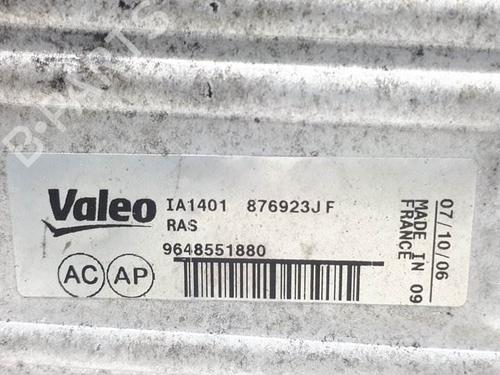 B-PARTS
Valeo
IA1401 876923J F
RAS
9648551880
AC AP
07/10/06
MADE IN 09
FRANCE